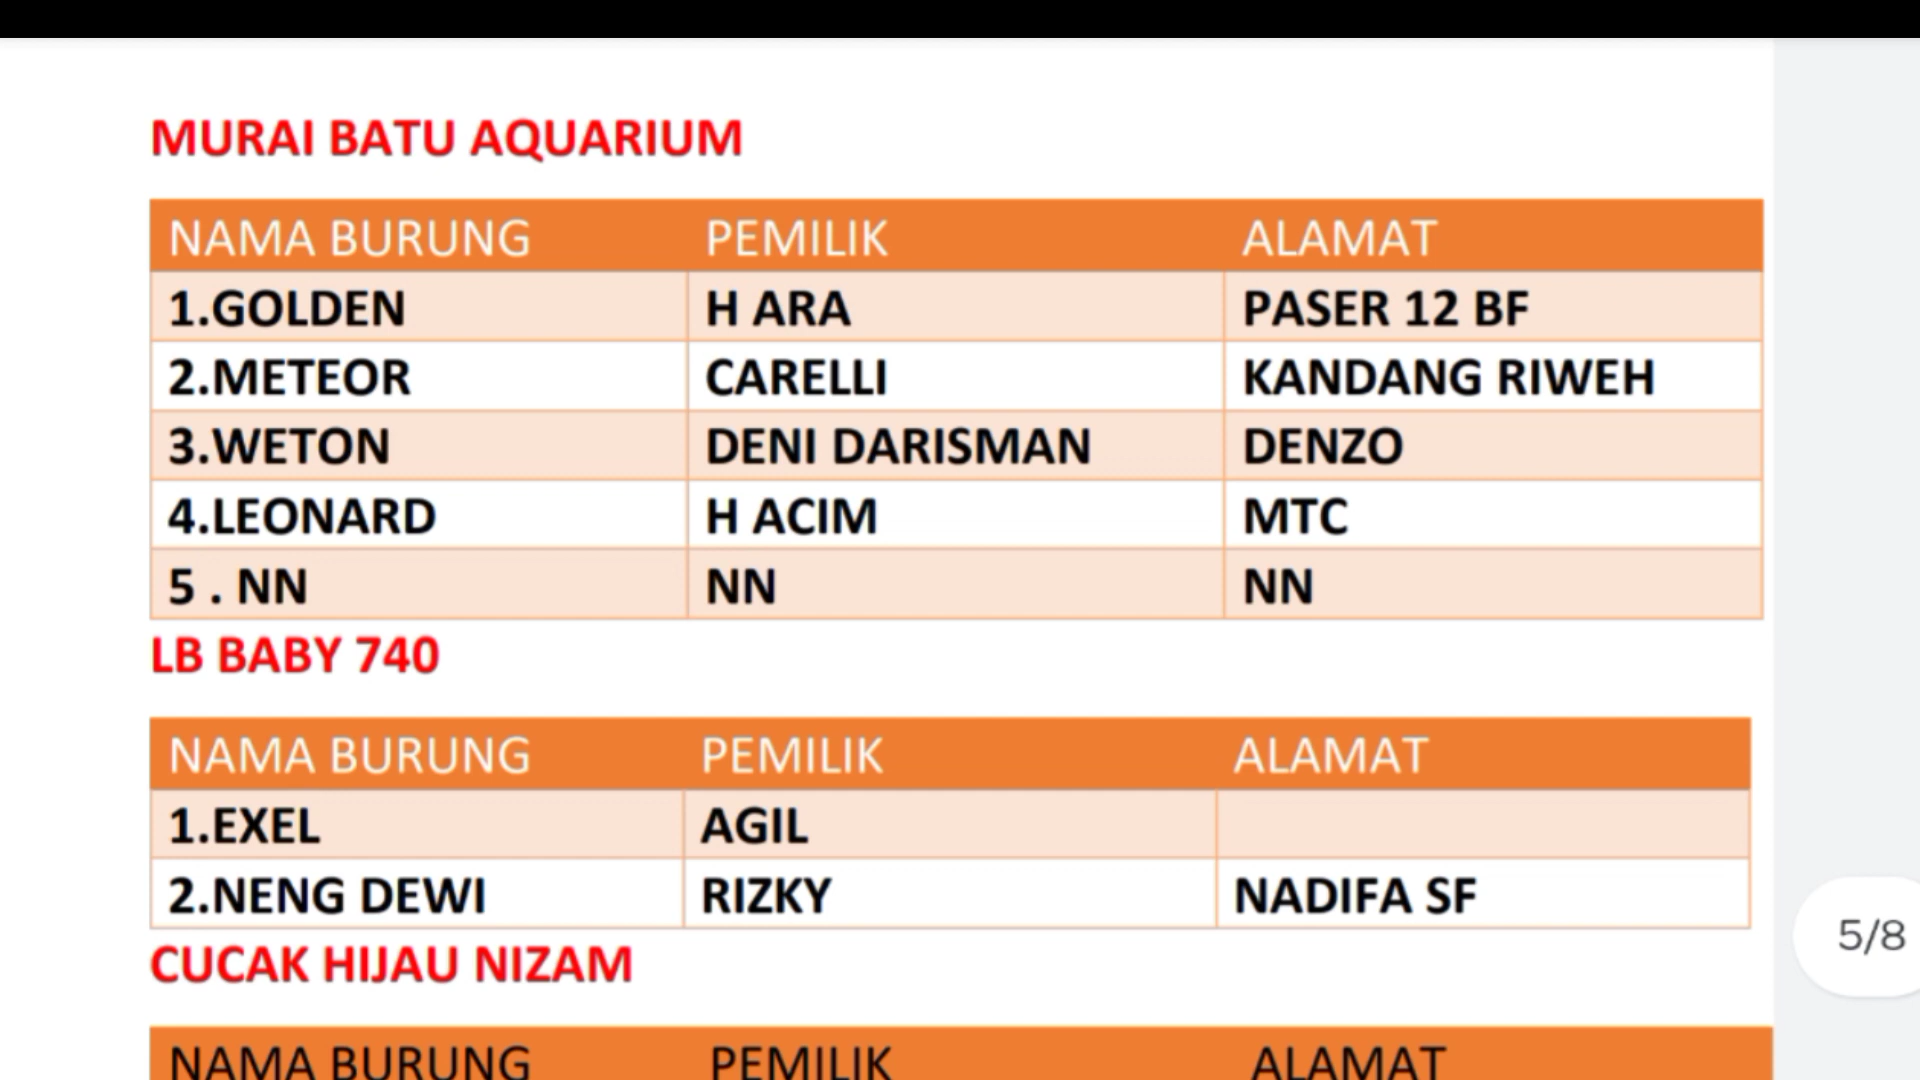 MURAI BATU AQUARIUM
NAMA BURUNG PEMILIK ALAMAT
1.GOLDEN H ARA PASER 12 BF
2.METEOR CARELLI KANDANG RIWEH
3.WETON DENI DARISMAN DENZO
4.LEONARD H ACIM MTC
5 . NN NN NN
LB BABY 740
NAMA BURUNG PEMILIK ALAMAT
1.EXEL AGIL
2.NENG DEWI RIZKY NADIFA SF
5/8
CUCAK HIJAU NIZAM
NAMA BURUNG PEMILIK ALAMAT